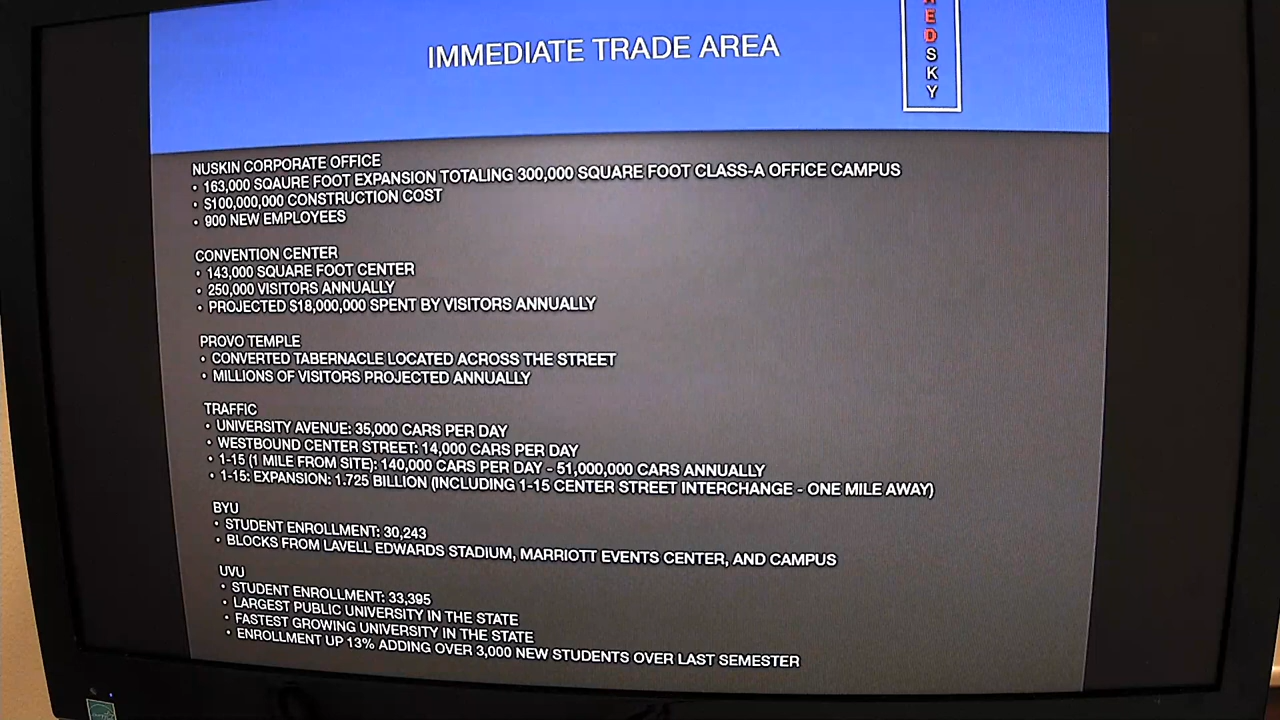 IMMEDIATE TRADE AREA
RED
SKY
NUSKIN CORPORATE OFFICE
• 163,000 SQAURE FOOT EXPANSION TOTALING 300,000 SQUARE FOOT CLASS-A OFFICE CAMPUS
• $100,000,000 CONSTRUCTION COST
• 900 NEW EMPLOYEES
CONVENTION CENTER
• 143,000 SQUARE FOOT CENTER
• 250,000 VISITORS ANNUALLY
• PROJECTED $18,000,000 SPENT BY VISITORS ANNUALLY
PROVO TEMPLE
• CONVERTED TABERNACLE LOCATED ACROSS THE STREET
• MILLIONS OF VISITORS PROJECTED ANNUALLY
TRAFFIC
• UNIVERSITY AVENUE: 35,000 CARS PER DAY
• WESTBOUND CENTER STREET: 14,000 CARS PER DAY
• 1-15 (1 MILE FROM SITE): 140,000 CARS PER DAY - 51,000,000 CARS ANNUALLY
• 1-15: EXPANSION: 1.725 BILLION (INCLUDING 1-15 CENTER STREET INTERCHANGE - ONE MILE AWAY)
BYU
• STUDENT ENROLLMENT: 30,243
• BLOCKS FROM LAVELL EDWARDS STADIUM, MARRIOTT EVENTS CENTER, AND CAMPUS
UVU
• STUDENT ENROLLMENT: 33,395
• LARGEST PUBLIC UNIVERSITY IN THE STATE
• FASTEST GROWING UNIVERSITY IN THE STATE
• ENROLLMENT UP 13% ADDING OVER 3,000 NEW STUDENTS OVER LAST SEMESTER